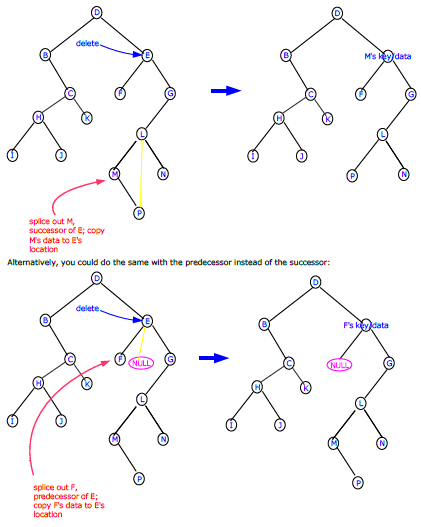 D
D
delete
B
E
B
M's key/data
C
F
G
C
F
G
H
K
H
K
L
L
I
J
M
N
I
J
P
N
P
splice out M,
successor of E; copy
M's data to E's
location
Alternatively, you could do the same with the predecessor instead of the successor:
D
D
delete
B
E
B
F's key/data
C
F
NULL
G
C
NULL
G
H
K
H
K
L
L
I
J
M
N
I
J
M
N
P
P
splice out F,
predecessor of E;
copy F's data to E's
location